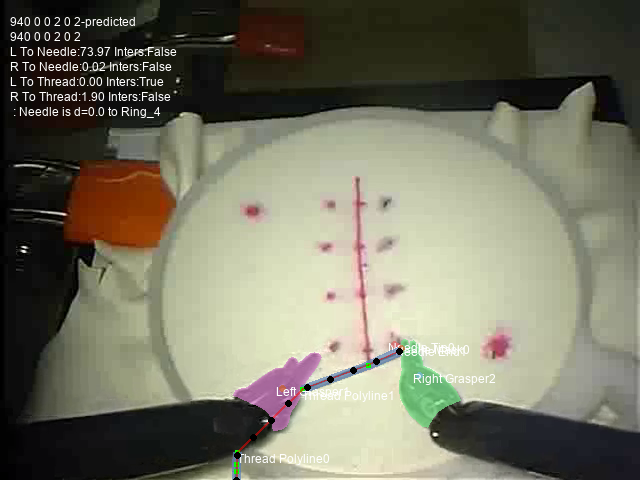 940 0 0 2 0 2-predicted
940 0 0 2 0 2
L To Needle:73.97 Inters:False
R To Needle:0.02 Inters:False
L To Thread:0.00 Inters:True
R To Thread:1.90 Inters:False
: Needle is d=0.0 to Ring_4
Right Grasper2
Thread Polyline1
Thread Polyline0